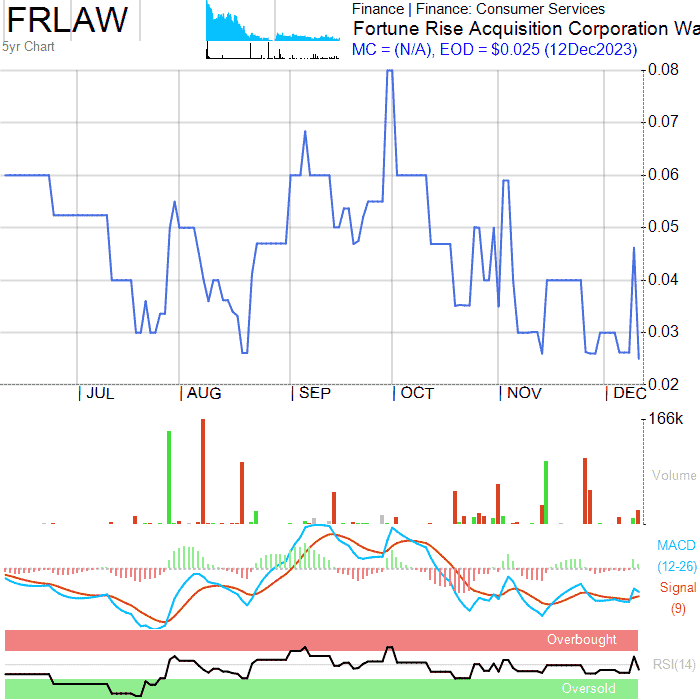 FRLAW
5yr Chart
Finance | Finance: Consumer Services
Fortune Rise Acquisition Corporation Wa
MC = (N/A), EOD = $0.025 (12Dec2023)
0.08
0.07
0.06
0.05
0.04
0.03
0.02
JUL AUG SEP OCT NOV DEC
166k
Volume
MACD
(12-26)
Signal
(9)
Overbought
RSI(14)
Oversold